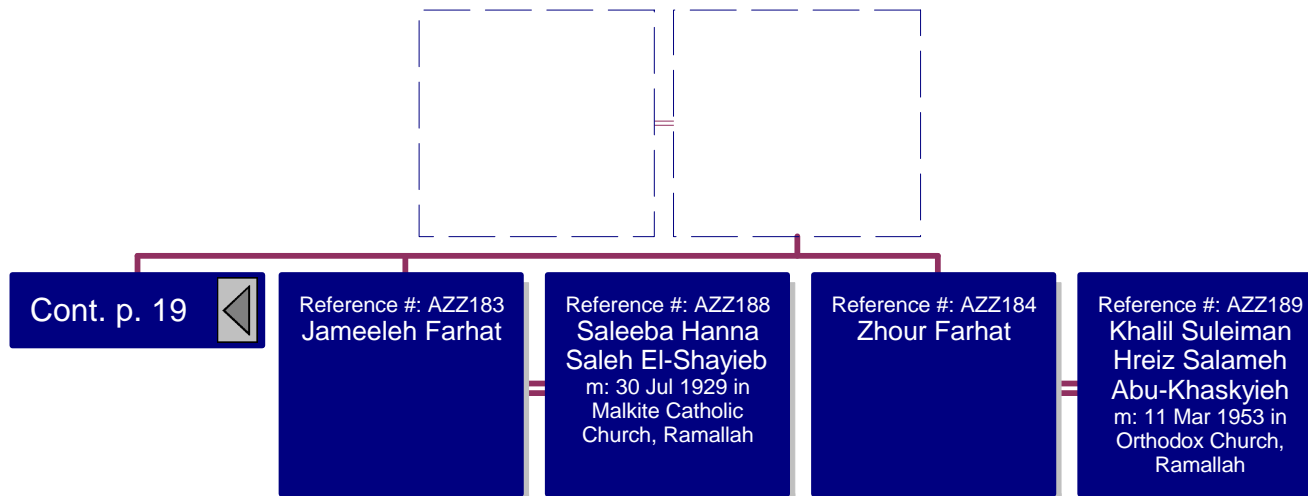 Cont. p. 19
Reference #: AZZ183
Jameeleh Farhat
Reference #: AZZ188
Saleeba Hanna
Saleh El-Shayieb
m: 30 Jul 1929 in
Malkite Catholic
Church, Ramallah
Reference #: AZZ184
Zhour Farhat
Reference #: AZZ189
Khalil Suleiman
Hreiz Salameh
Abu-Khaskyieh
m: 11 Mar 1953 in
Orthodox Church,
Ramallah